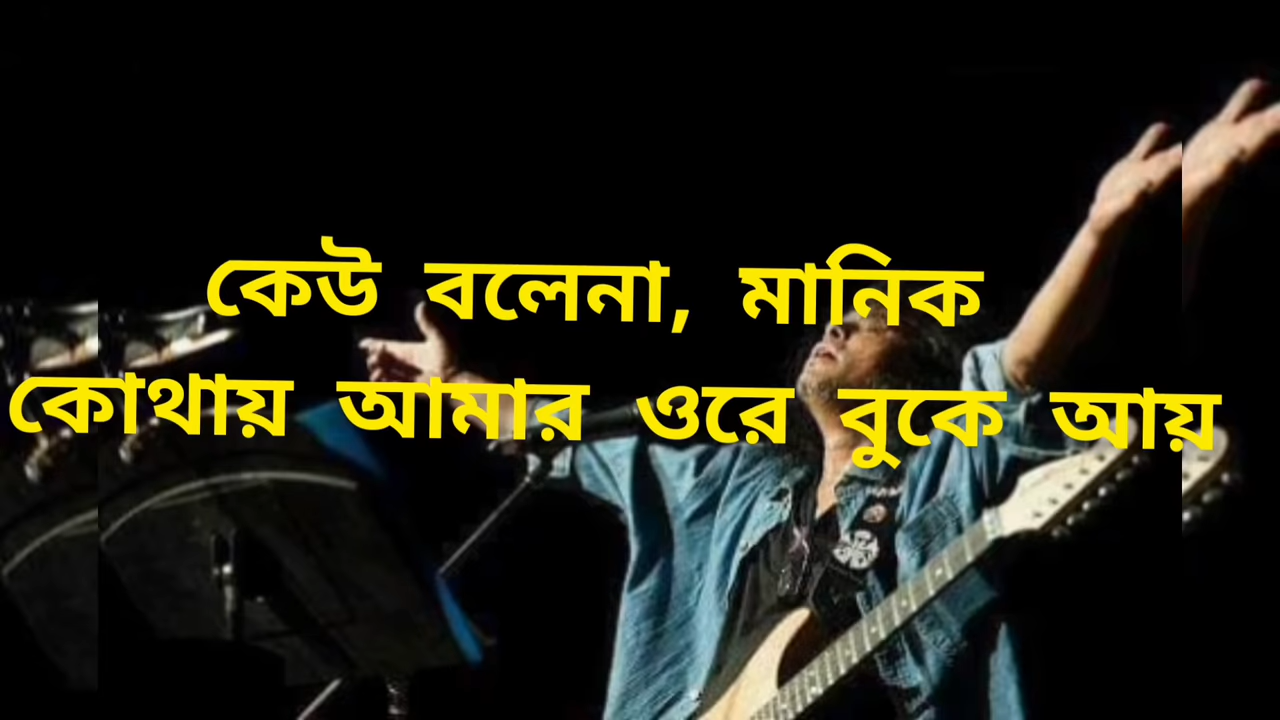 কেউ বলেনা, মানিক
কোথায় আমার ওরে বুকে আয়